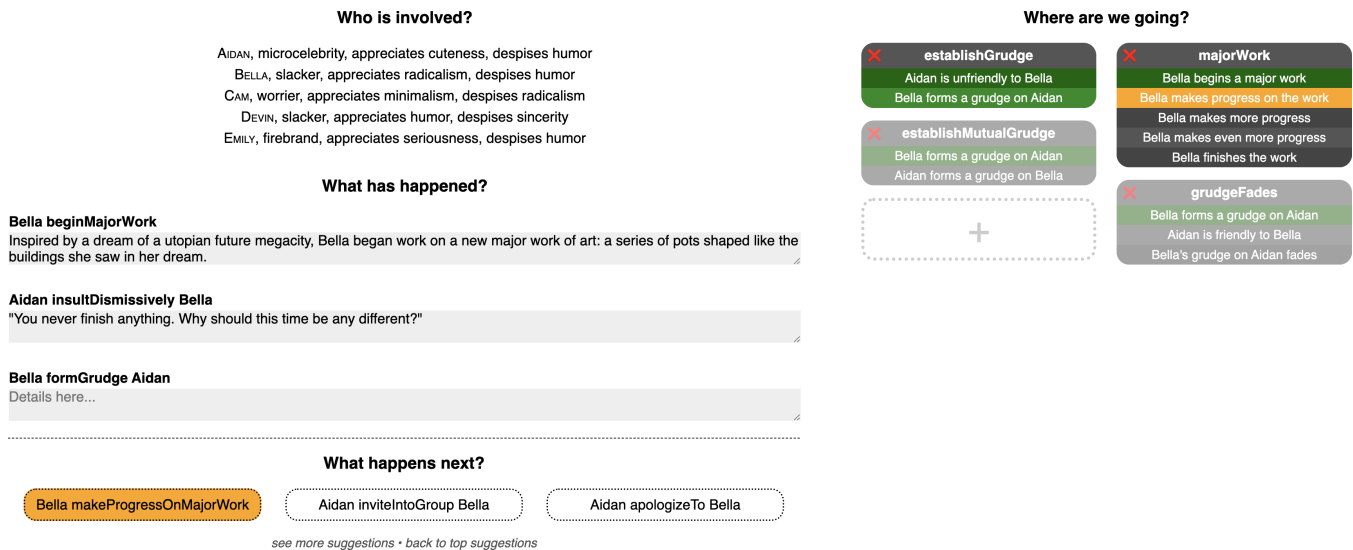 Who is involved?
AIDAN, microcelebrity, appreciates cuteness, despises humor
BELLA, slacker, appreciates radicalism, despises humor
CAM, worrier, appreciates minimalism, despises radicalism
DEVIN, slacker, appreciates humor, despises sincerity
EMILY, firebrand, appreciates seriousness, despises humor
What has happened?
Bella beginMajorWork
Inspired by a dream of a utopian future megacity, Bella began work on a new major work of art: a series of pots shaped like the
buildings she saw in her dream.
Aidan insultDismissively Bella
"You never finish anything. Why should this time be any different?"
Bella formGrudge Aidan
Details here...
What happens next?
Bella makeProgressOnMajorWork
Aidan inviteIntoGroup Bella
Aidan apologizeTo Bella
see more suggestions • back to top suggestions
Where are we going?
establishGrudge
Aidan is unfriendly to Bella
Bella forms a grudge on Aidan
establishMutualGrudge
Bella forms a grudge on Aidan
Aidan forms a grudge on Bella
+
majorWork
Bella begins a major work
Bella makes progress on the work
Bella makes more progress
Bella makes even more progress
Bella finishes the work
grudgeFades
Bella forms a grudge on Aidan
Aidan is friendly to Bella
Bella's grudge on Aidan fades